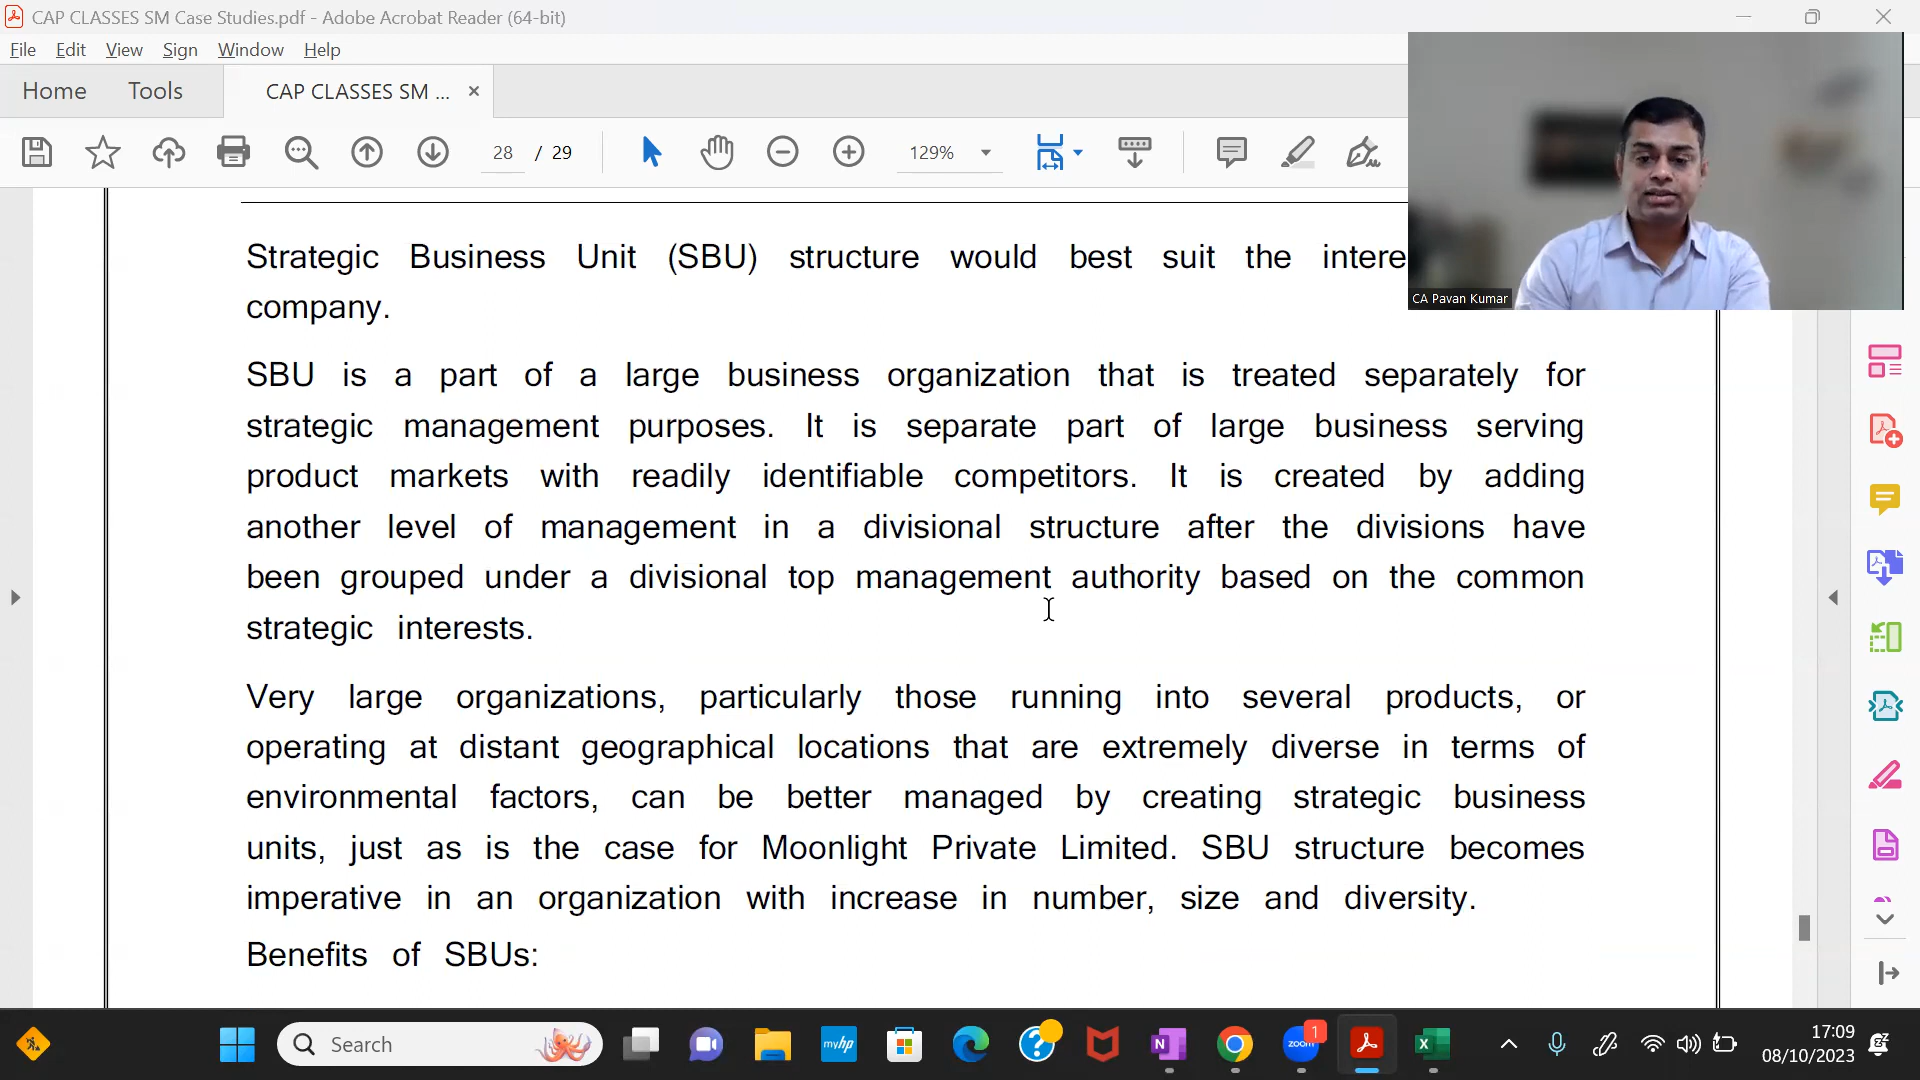 CAP CLASSES SM Case Studies.pdf - Adobe Acrobat Reader (64-bit)
File Edit View Sign Window Help
Home Tools CAP CLASSES SM ...
28 / 29 129%
CA Pavan Kumar
Strategic Business Unit (SBU) structure would best suit the intere
company.
SBU is a part of a large business organization that is treated separately for
strategic management purposes. It is separate part of large business serving
product markets with readily identifiable competitors. It is created by adding
another level of management in a divisional structure after the divisions have
been grouped under a divisional top management authority based on the common
strategic interests.
Very large organizations, particularly those running into several products, or
operating at distant geographical locations that are extremely diverse in terms of
environmental factors, can be better managed by creating strategic business
units, just as is the case for Moonlight Private Limited. SBU structure becomes
imperative in an organization with increase in number, size and diversity.
Benefits of SBUs:
Search
myhp
N
zoom
1
X
17:09
08/10/2023